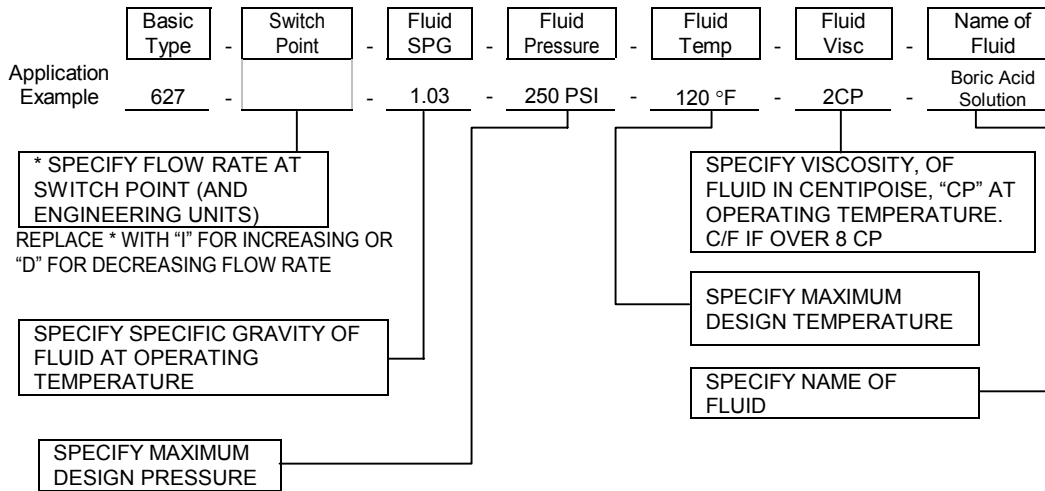 Basic Type - Switch Point - Fluid SPG - Fluid Pressure - Fluid Temp - Fluid Visc - Name of Fluid
Application Example 627 - - 1.03 - 250 PSI - 120 °F - 2CP - Boric Acid Solution
* SPECIFY FLOW RATE AT
SWITCH POINT (AND
ENGINEERING UNITS)
REPLACE * WITH “I” FOR INCREASING OR
“D” FOR DECREASING FLOW RATE
SPECIFY VISCOSITY, OF
FLUID IN CENTIPOISE, “CP” AT
OPERATING TEMPERATURE.
C/F IF OVER 8 CP
SPECIFY MAXIMUM
DESIGN TEMPERATURE
SPECIFY SPECIFIC GRAVITY OF
FLUID AT OPERATING
TEMPERATURE
SPECIFY NAME OF
FLUID
SPECIFY MAXIMUM
DESIGN PRESSURE